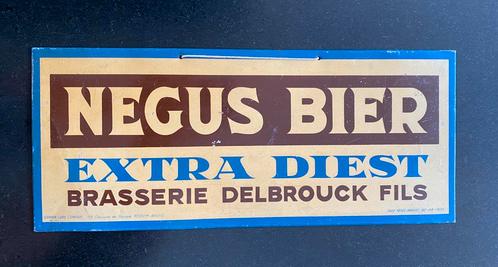 NEGUS BIER
EXTRA DIEST
BRASSERIE DELBROUCK FILS